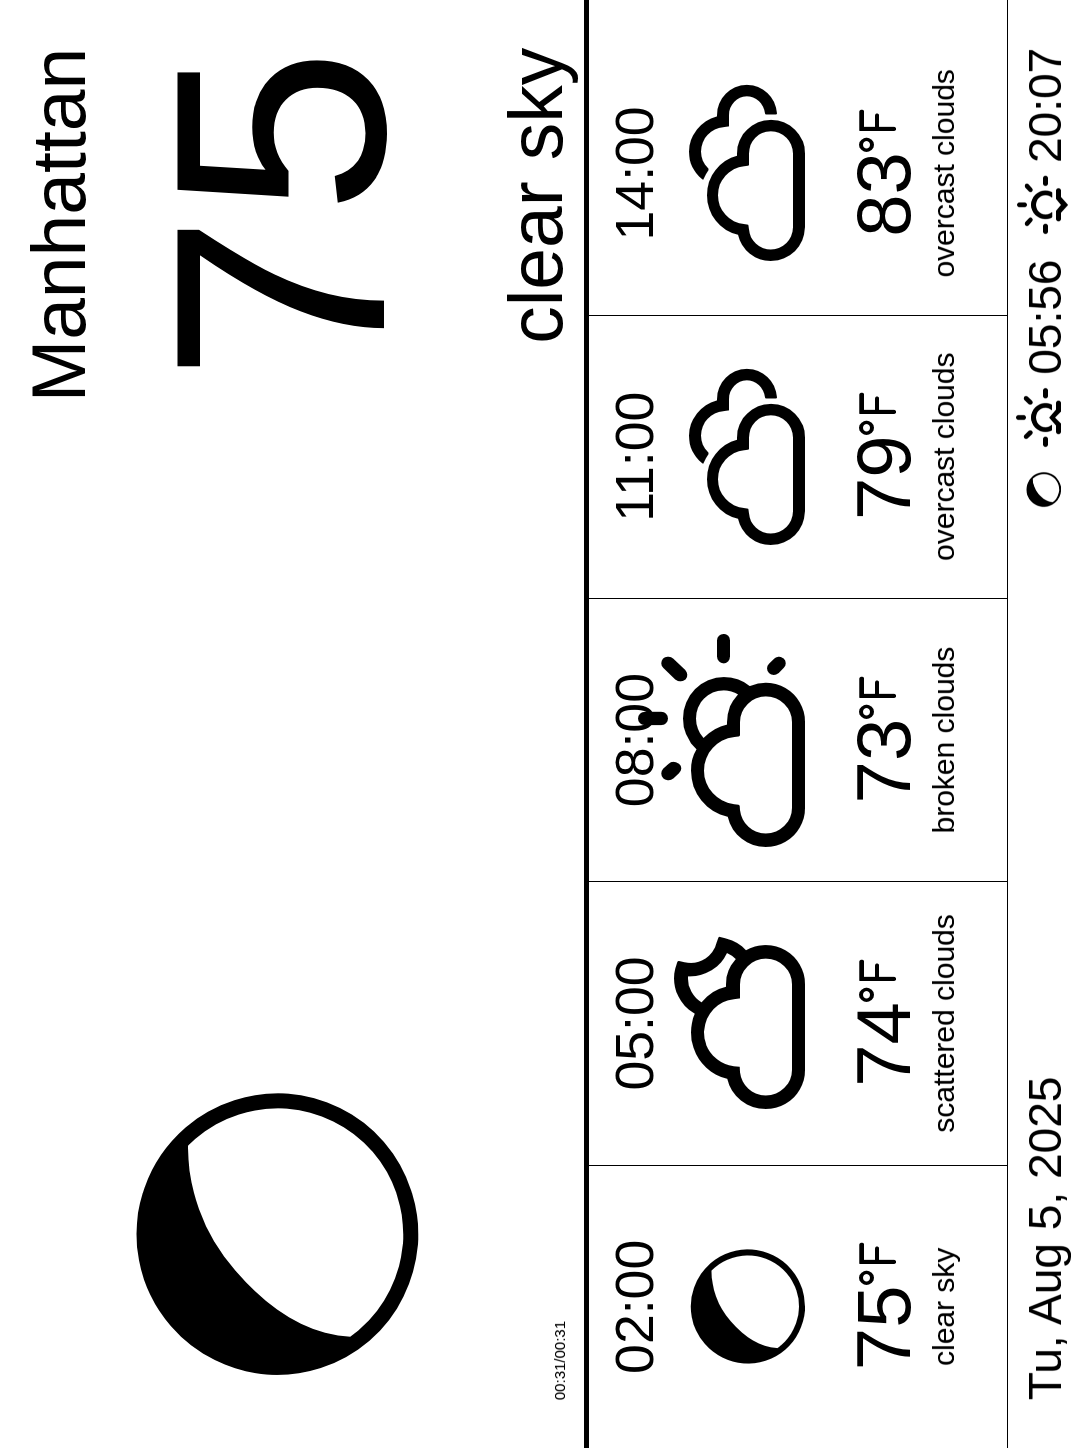 Manhattan
75
clear sky
00:31/00:31
02:00
75°F
clear sky
05:00
74°F
scattered clouds
08:00
73°F
broken clouds
11:00
79°F
overcast clouds
14:00
83°F
overcast clouds
Tu, Aug 5, 2025
05:56 20:07